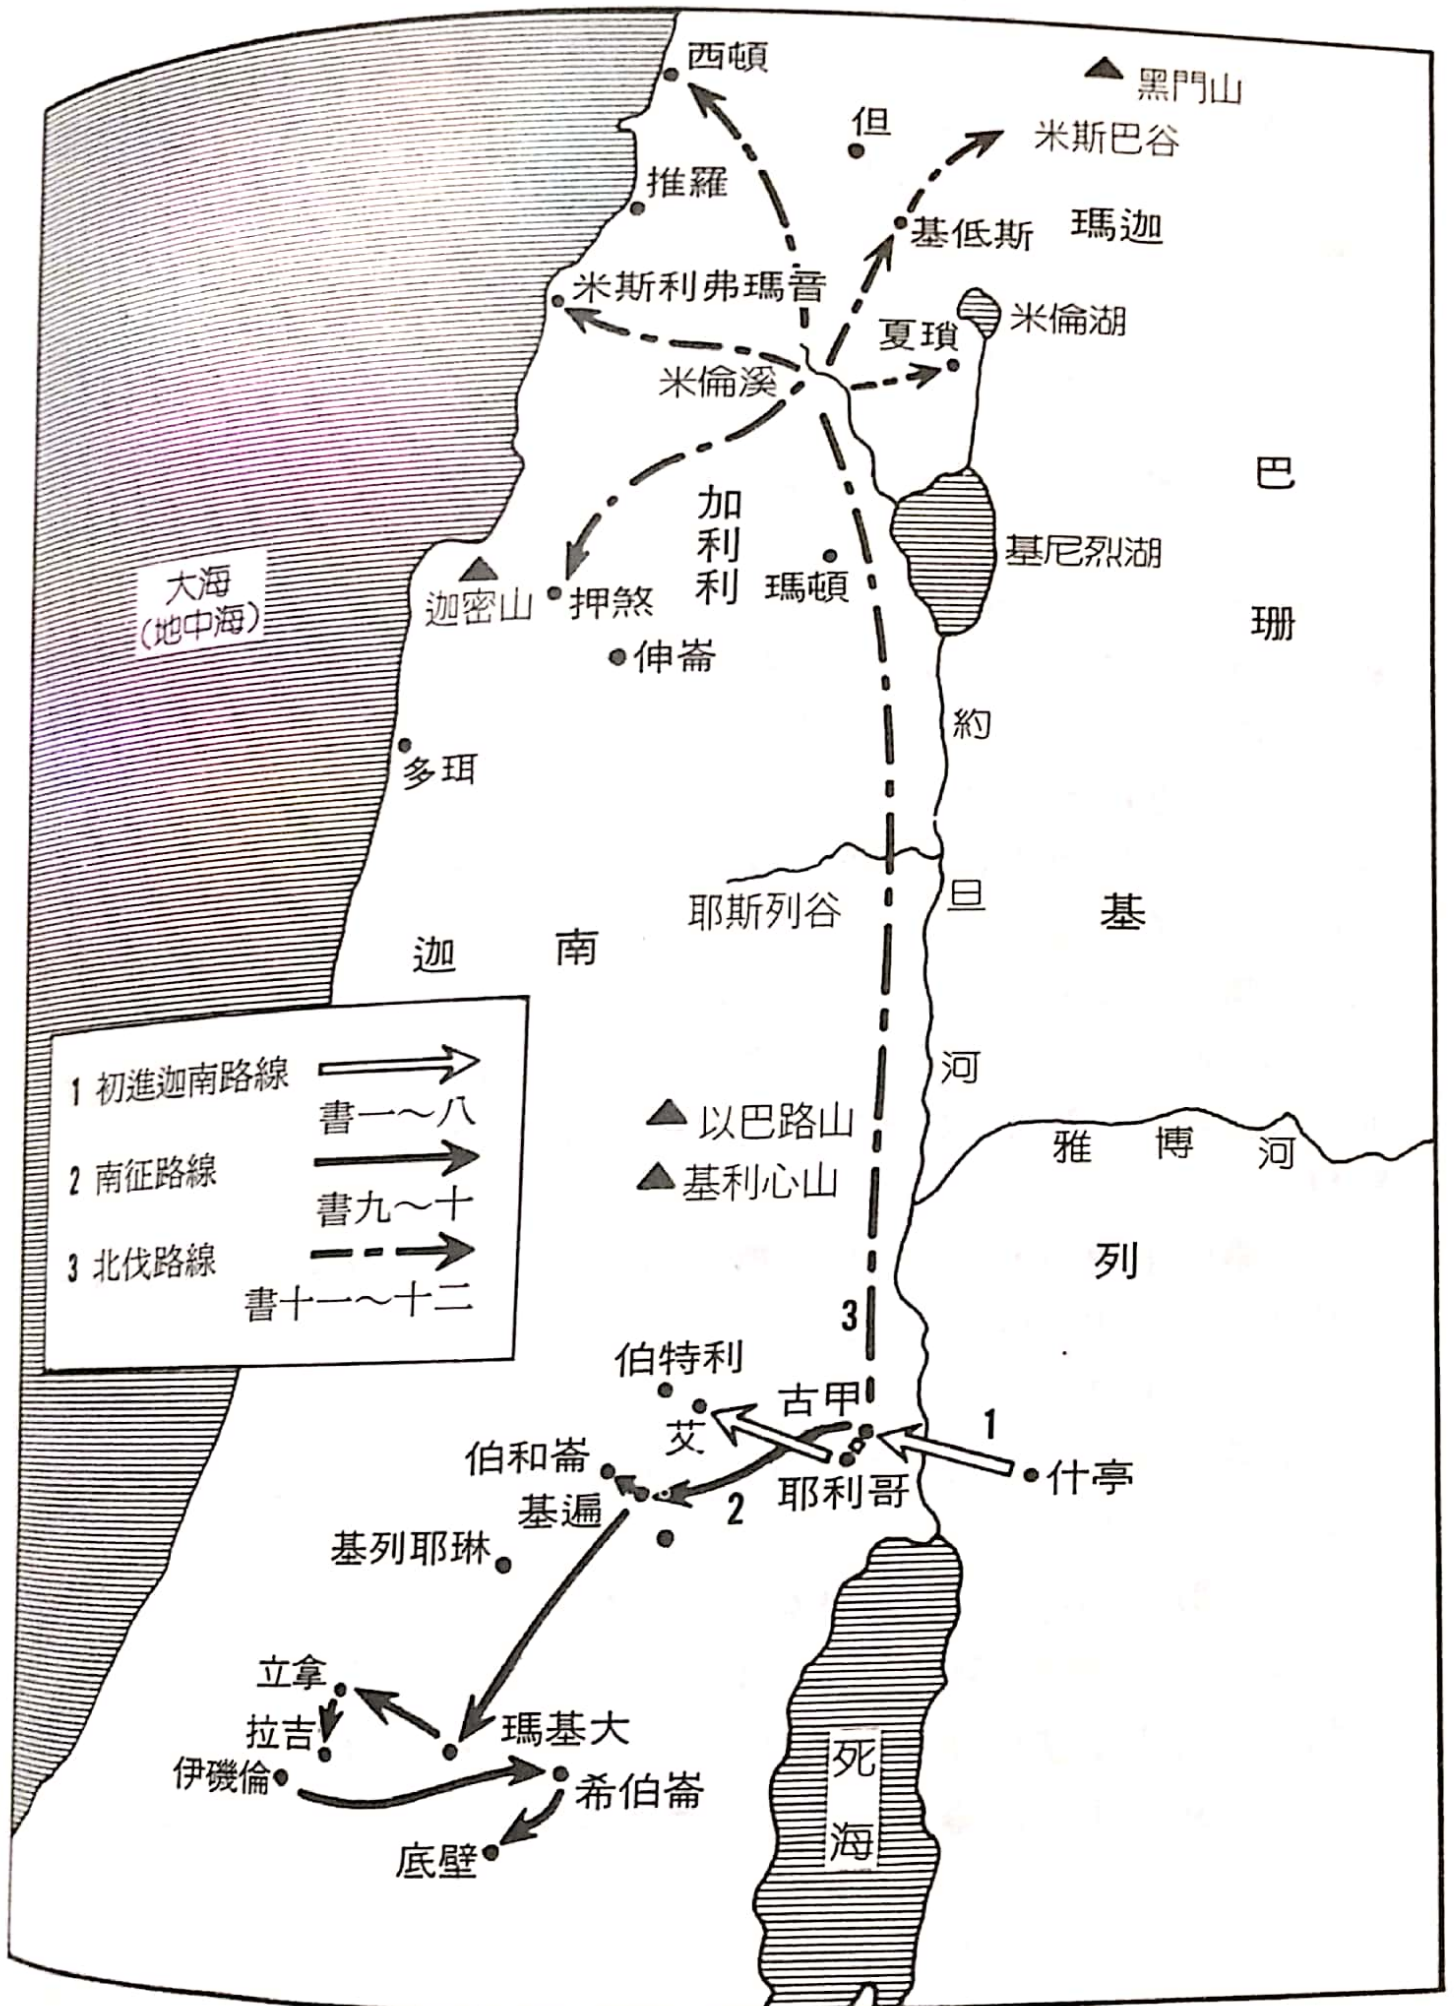 西頓
黑門山
但
米斯巴谷
推羅
基低斯
瑪迦
米斯利弗瑪音
米倫湖
夏瑣
米倫溪
巴珊
加利利
基尼烈湖
大海
(地中海)
迦密山
押煞
瑪頓
伸崙
約旦河
多珥
耶斯列谷
基列
迦南
1 初進迦南路線
書一～八
2 南征路線
書九～十
3 北伐路線
書十一～十二
以巴路山
雅博河
基利心山
3
伯特利
古甲
1
艾
伯和崙
什亭
耶利哥
基遍
2
基列耶琳
立拿
拉吉
瑪基大
伊磯倫
希伯崙
死海
底壁